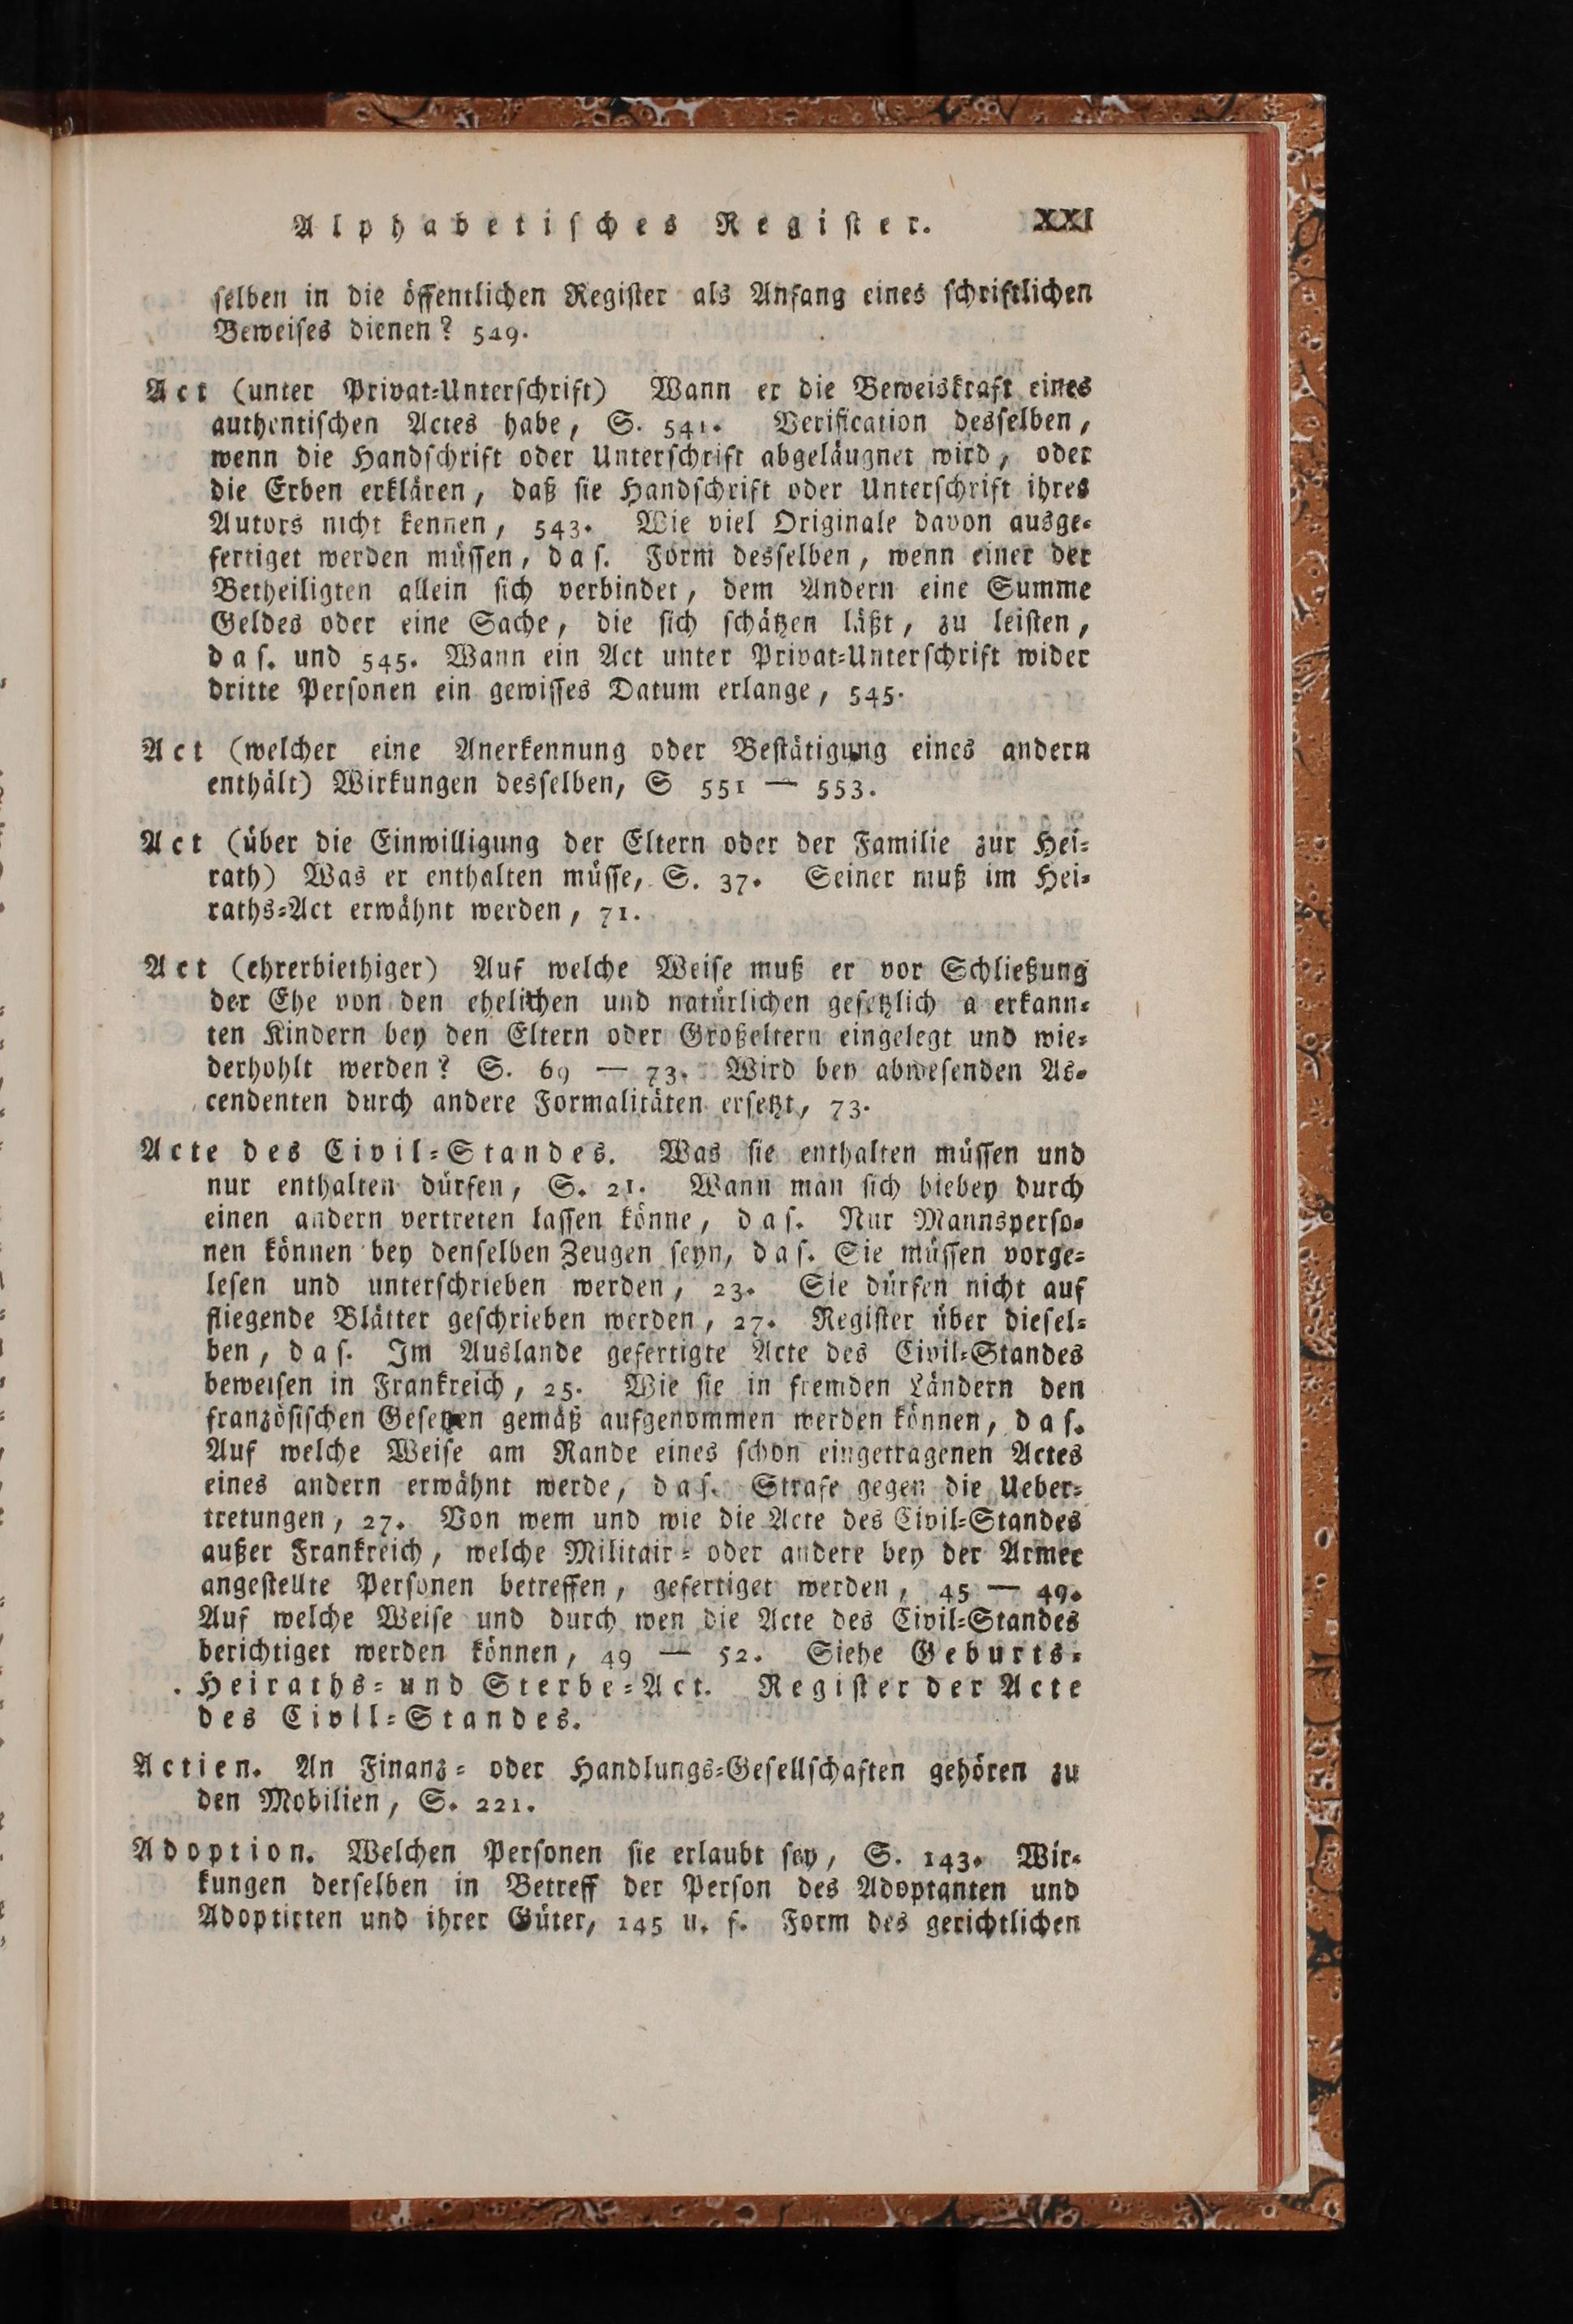 Alphabetisches Register. XXI
selben in die öffentlichen Register als Anfang eines schriftlichen
Beweises dienen? 549.
Act (unter Privat-Unterschrift) Wann er die Beweiskraft eines
authentischen Actes habe, S. 541. Verification desselben,
wenn die Handschrift oder Unterschrift abgeläugnet wird, oder
die Erben erklären, daß sie Handschrift oder Unterschrift ihres
Autors nicht kennen, 543. Wie viel Originale davon ausge-
fertiget werden müssen, das. Form desselben, wenn einer der
Betheiligten allein sich verbindet, dem Andern eine Summe
Geldes oder eine Sache, die sich schätzen läßt, zu leisten,
das. und 545. Wann ein Act unter Privat-Unterschrift wider
dritte Personen ein gewisses Datum erlange, 545.
Act (welcher eine Anerkennung oder Bestätigung eines andern
enthält) Wirkungen desselben, S 551 — 553.
Act (über die Einwilligung der Eltern oder der Familie zur Hei-
rath) Was er enthalten müsse, S. 37. Seiner muß im Hei-
raths-Act erwähnt werden, 71.
Act (ehrerbiethiger) Auf welche Weise muß er vor Schließung
der Ehe von den ehelichen und natürlichen gesetzlich a erkann-
ten Kindern bey den Eltern oder Großeltern eingelegt und wie-
derhohlt werden? S. 69 — 73. Wird bey abwesenden As-
cendenten durch andere Formalitäten ersetzt, 73.
Acte des Civil-Standes. Was sie enthalten müssen und
nur enthalten dürfen, S. 21. Wann man sich hiebey durch
einen andern vertreten lassen könne, das. Nur Mannsperso-
nen können bey denselben Zeugen seyn, das. Sie müssen vorge-
lesen und unterschrieben werden, 23. Sie dürfen nicht auf
fliegende Blätter geschrieben werden, 27. Register über diesel-
ben, das. Im Auslande gefertigte Acte des Civil-Standes
beweisen in Frankreich, 25. Wie sie in fremden Ländern den
französischen Gesetzen gemäß aufgenommen werden können, das.
Auf welche Weise am Rande eines schon eingetragenen Actes
eines andern erwähnt werde, das. Strafe gegen die Ueber-
tretungen, 27. Von wem und wie die Acte des Civil-Standes
außer Frankreich, welche Militair- oder andere bey der Armee
angestellte Personen betreffen, gefertiget werden, 45 — 49.
Auf welche Weise und durch wen die Acte des Civil-Standes
berichtiget werden können, 49 — 52. Siehe Geburts-
Heiraths- und Sterbe-Act. Register der Acte
des Civil-Standes.
Actien. An Finanz- oder Handlungs-Gesellschaften gehören zu
den Mobilien, S. 221.
Adoption. Welchen Personen sie erlaubt sey, S. 143. Wir-
kungen derselben in Betreff der Person des Adoptanten und
Adoptirten und ihrer Güter, 145 u. f. Form des gerichtlichen